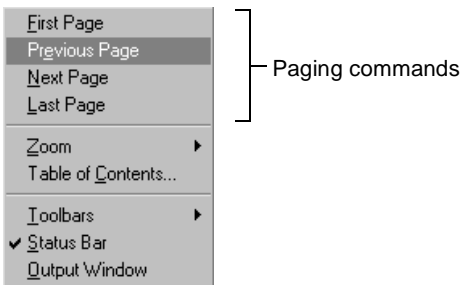 First Page
Previous Page
Next Page
Last Page
Paging commands
Zoom
Table of Contents...
Toolbars
Status Bar
Output Window